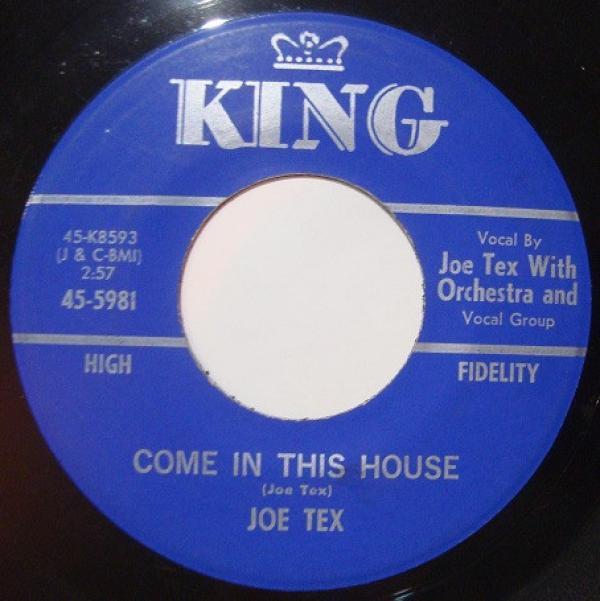 KING
45-K8593
(J & C-BMI)
2:57
45-5981
Vocal By
Joe Tex With
Orchestra and
Vocal Group
HIGH
FIDELITY
COME IN THIS HOUSE
(Joe Tex)
JOE TEX